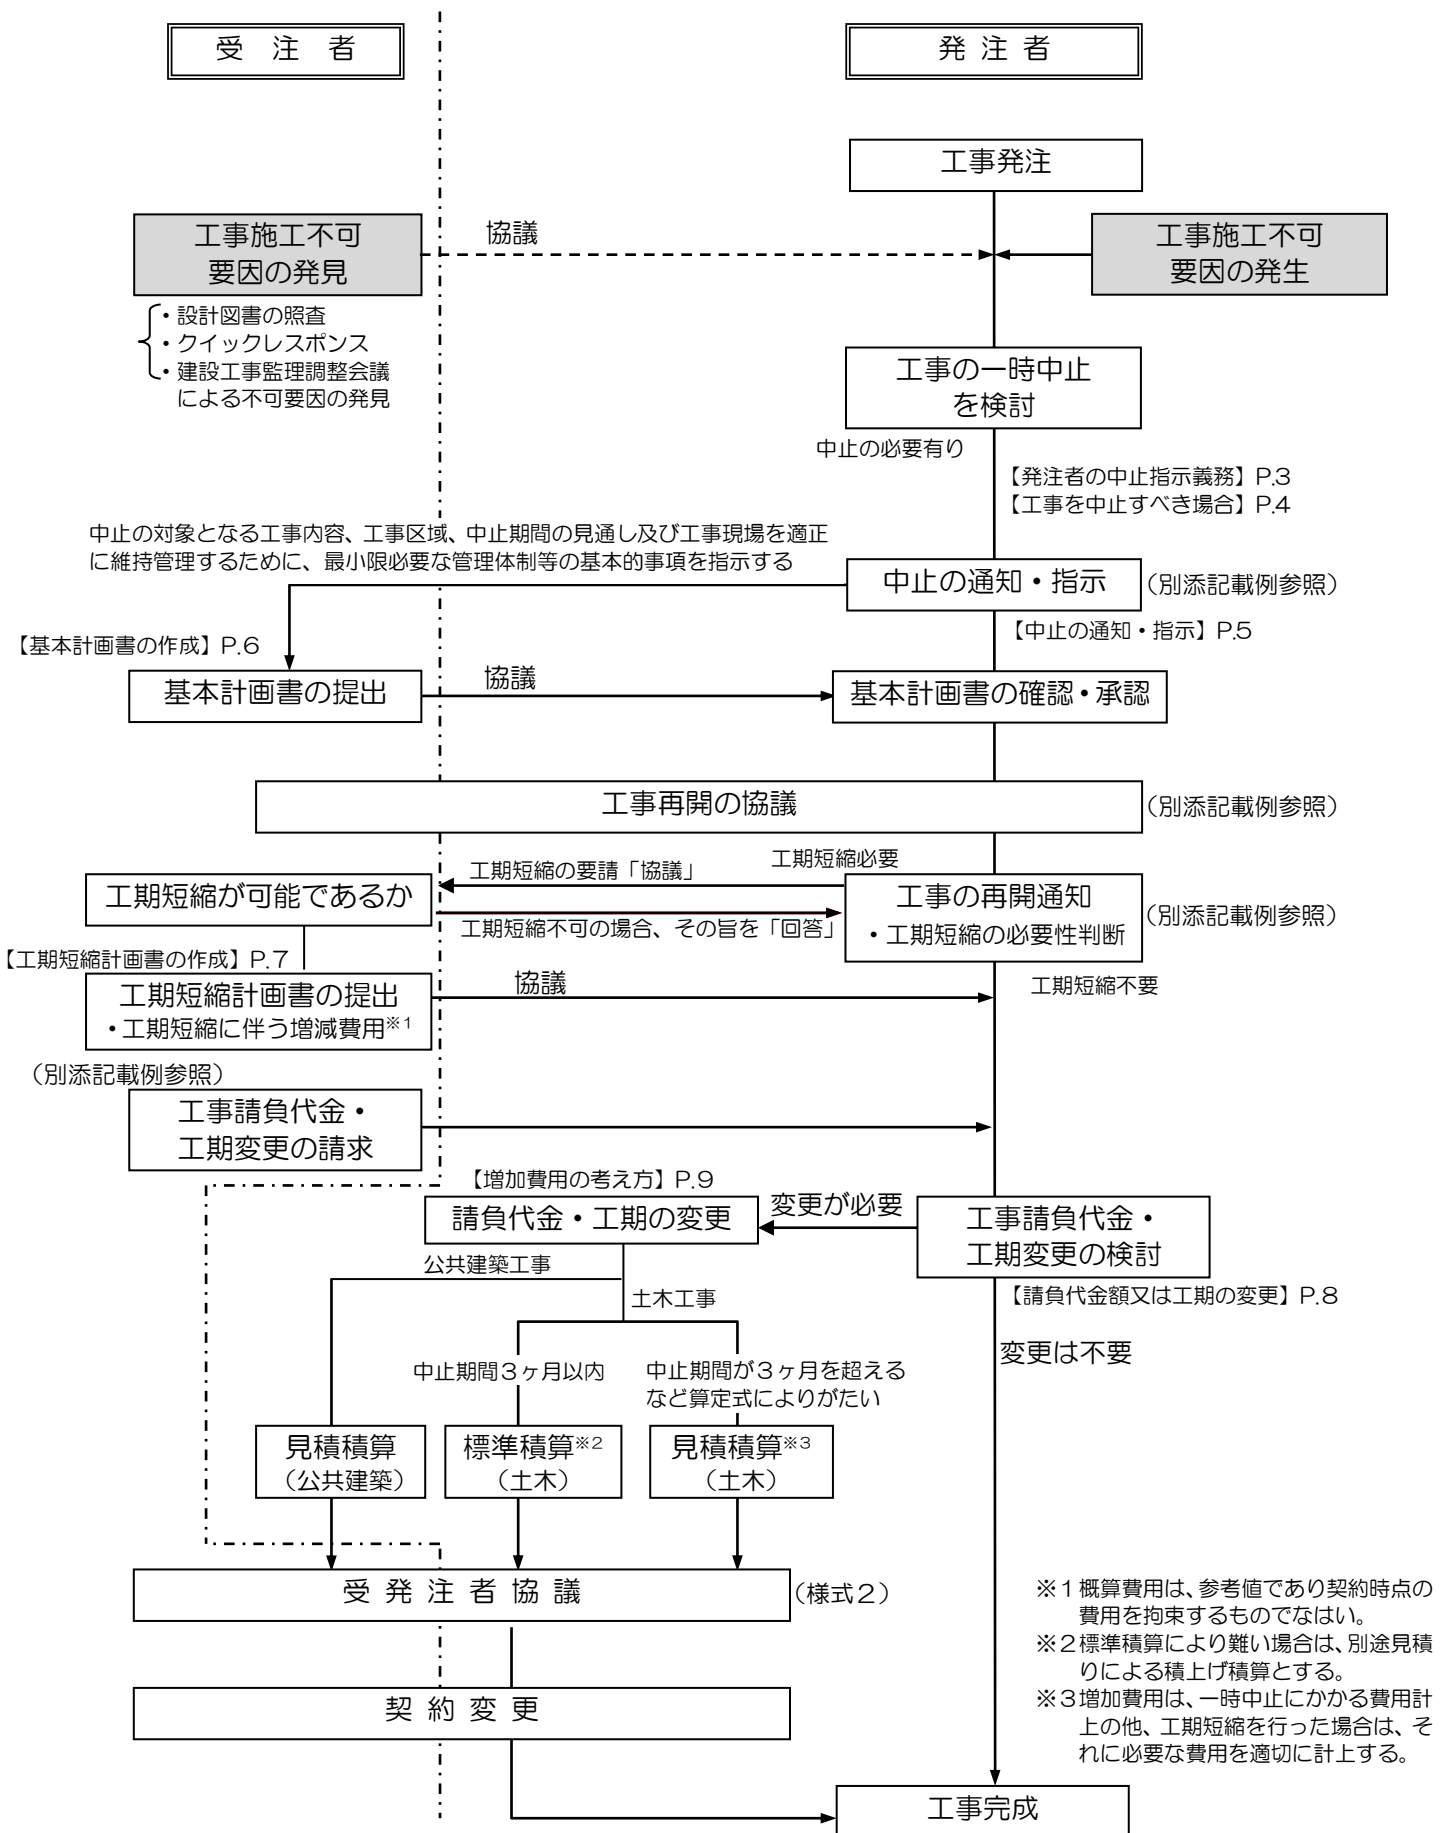 受注者
発注者
工事発注
工事施工不可
要因の発見
協議
工事施工不可
要因の発生
・設計図書の照査
・クイックレスポンス
・建設工事監理調整会議
による不可要因の発見
工事の一時中止
を検討
中止の必要有り
【発注者の中止指示義務】P.3
【工事を中止すべき場合】P.4
中止の対象となる工事内容、工事区域、中止期間の見通し及び工事現場を適正
に維持管理するために、最小限必要な管理体制等の基本的事項を指示する
中止の通知・指示
（別添記載例参照）
【中止の通知・指示】P.5
【基本計画書の作成】P.6
基本計画書の提出
協議
基本計画書の確認・承認
工事再開の協議
（別添記載例参照）
工期短縮必要
工期短縮の要請「協議」
工期短縮が可能であるか
工事の再開通知
・工期短縮の必要性判断
（別添記載例参照）
工期短縮不可の場合、その旨を「回答」
【工期短縮計画書の作成】P.7
工期短縮計画書の提出
・工期短縮に伴う増減費用※1
協議
工期短縮不要
（別添記載例参照）
工事請負代金・
工期変更の請求
【増加費用の考え方】P.9
請負代金・工期の変更
変更が必要
工事請負代金・
工期変更の検討
【請負代金額又は工期の変更】P.8
公共建築工事
土木工事
変更は不要
中止期間３ヶ月以内
中止期間が３ヶ月を超える
など算定式によりがたい
見積積算
（公共建築）
標準積算※2
（土木）
見積積算※3
（土木）
受発注者協議
（様式２）
契約変更
※１概算費用は、参考値であり契約時点の
費用を拘束するものでなはい。
※２標準積算により難い場合は、別途見積
りによる積上げ積算とする。
※３増加費用は、一時中止にかかる費用計
上の他、工期短縮を行った場合は、そ
れに必要な費用を適切に計上する。
工事完成